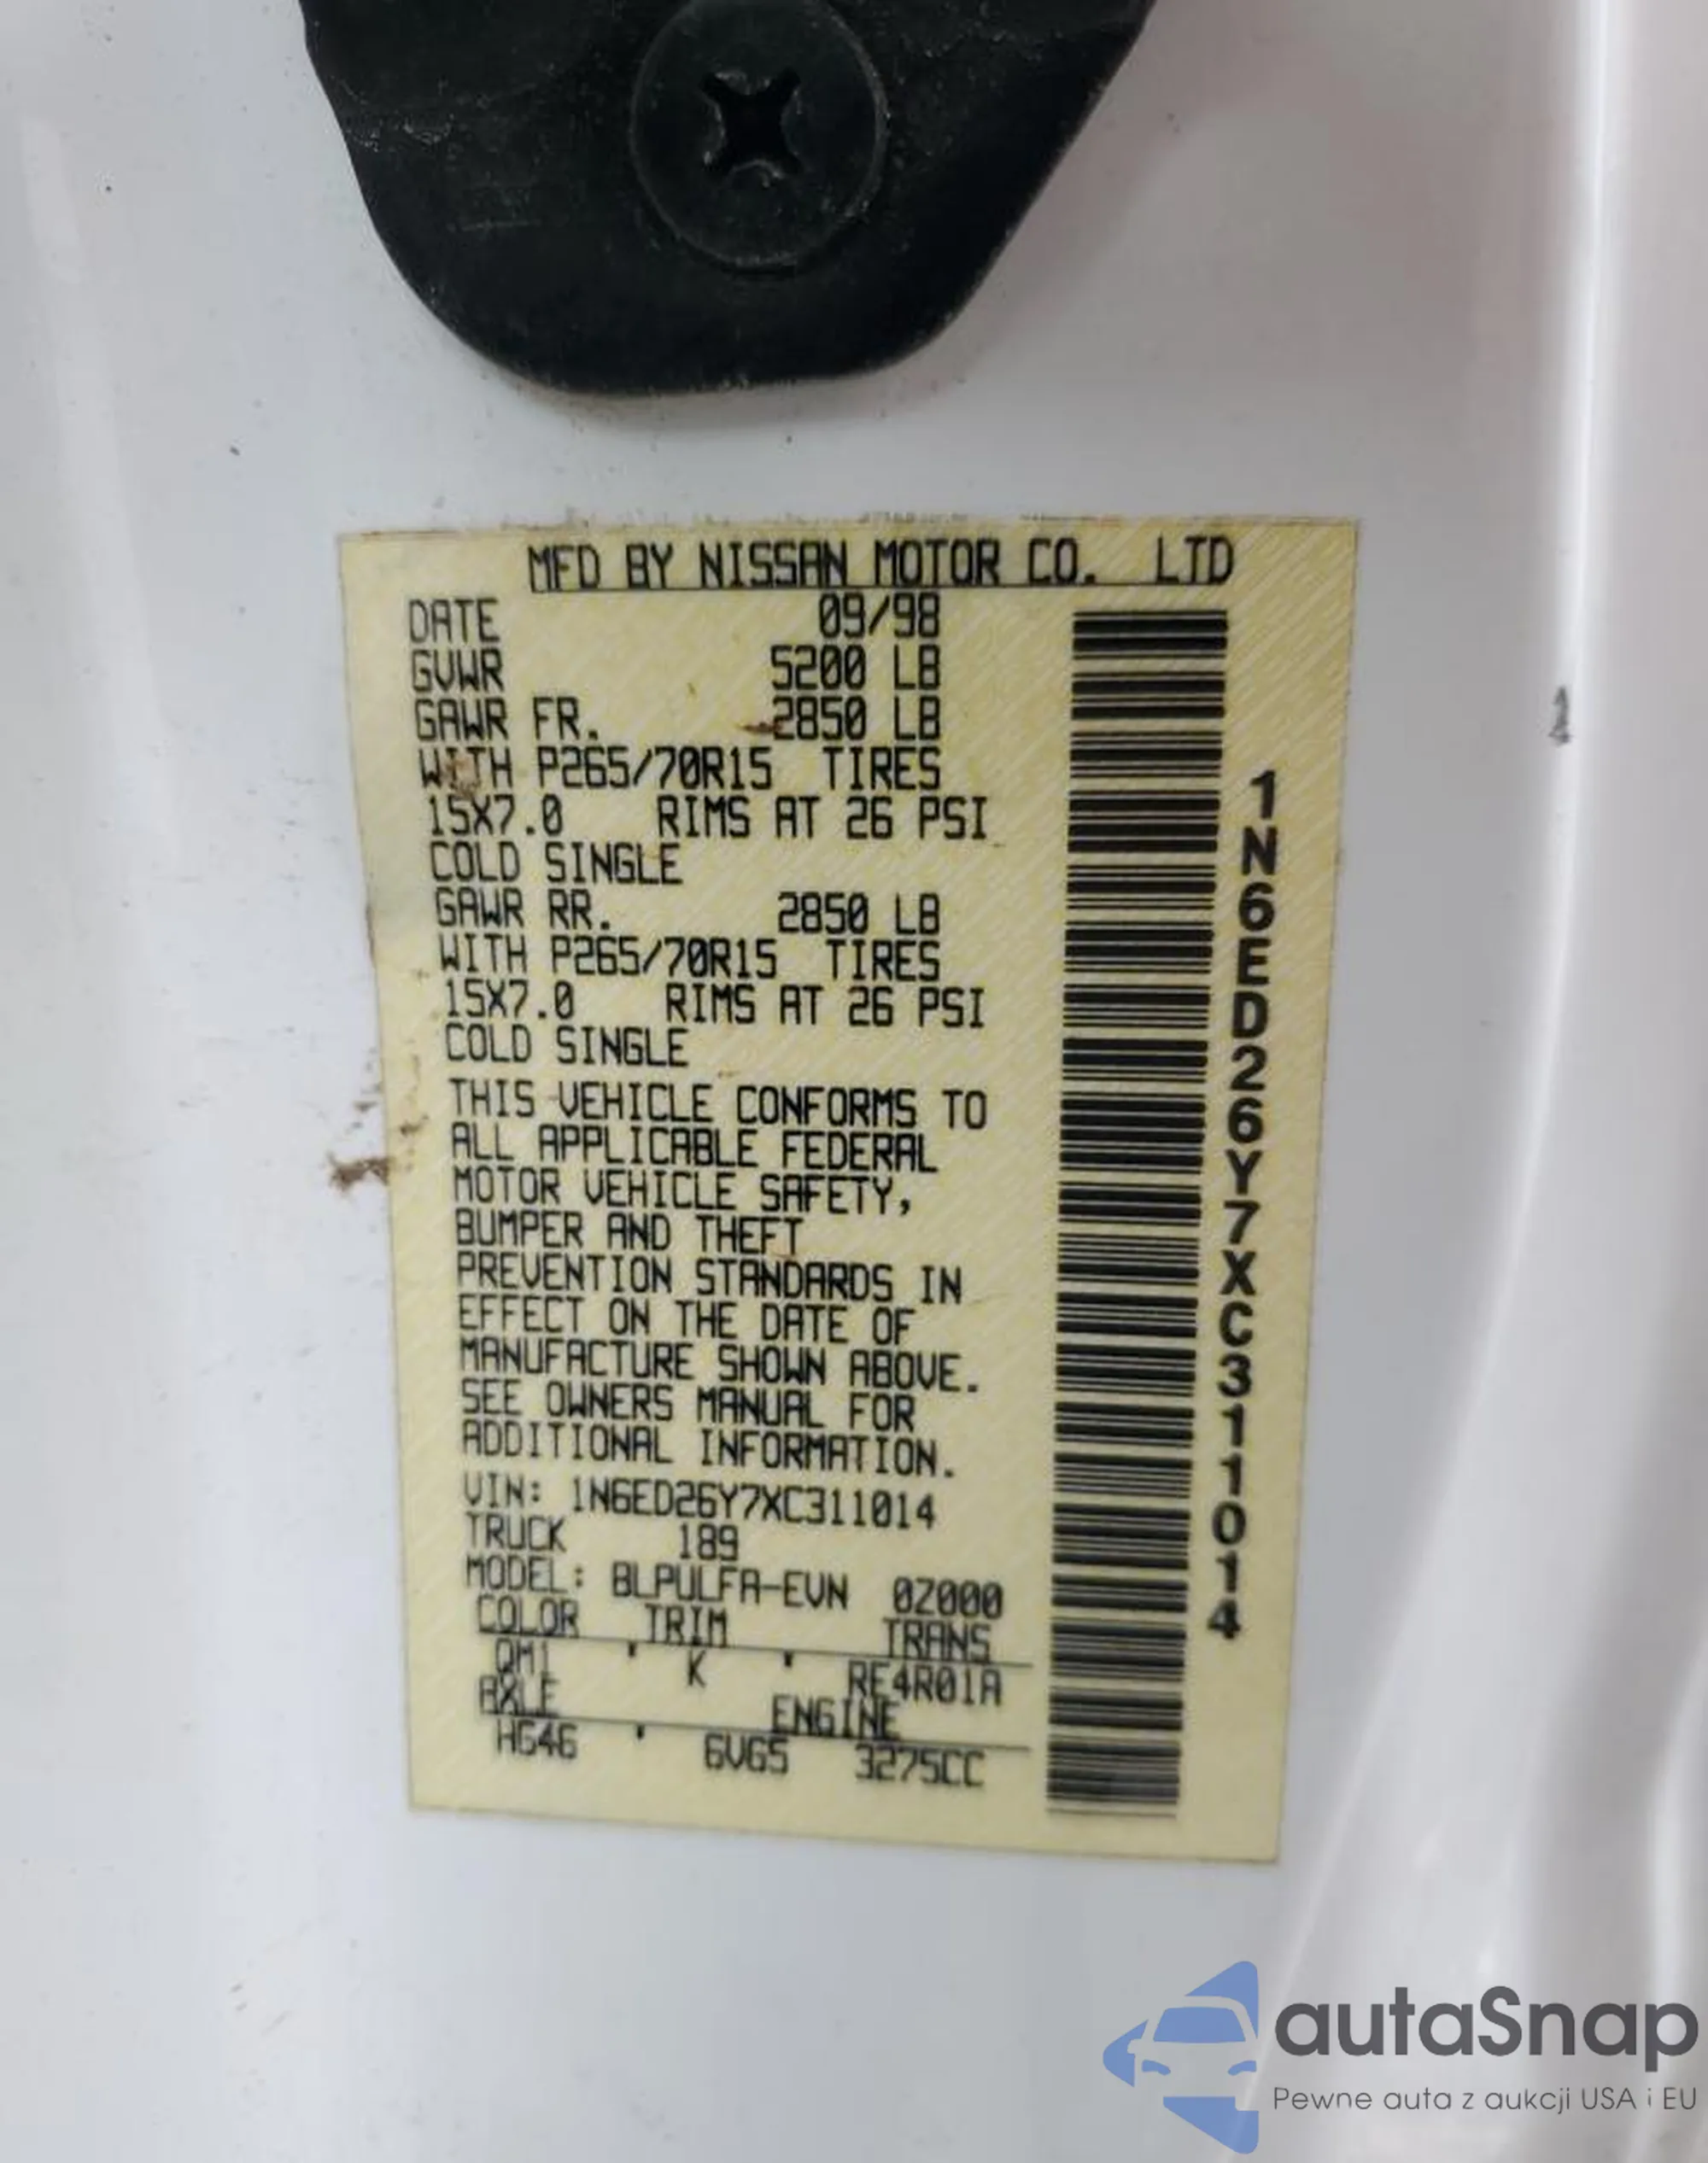 MFD BY NISSAN MOTOR CO. LTD
DATE 09/98
GVWR 5200 LB
GAWR FR. 2850 LB
WITH P265/70R15 TIRES
15X7.0 RIMS AT 26 PSI
COLD SINGLE
GAWR RR. 2850 LB
WITH P265/70R15 TIRES
15X7.0 RIMS AT 26 PSI
COLD SINGLE
THIS VEHICLE CONFORMS TO
ALL APPLICABLE FEDERAL
MOTOR VEHICLE SAFETY,
BUMPER AND THEFT
PREVENTION STANDARDS IN
EFFECT ON THE DATE OF
MANUFACTURE SHOWN ABOVE.
SEE OWNERS MANUAL FOR
ADDITIONAL INFORMATION.
VIN: 1N6ED26Y7XC311014
TRUCK 189
MODEL: BLPULFA-EVN 0Z000
COLOR TRIM TRANS
QM1 ' K ' RE4R01A
AXLE ENGINE
HG46 ' 6VG5 3275CC
1N6ED26Y7XC311014
autaSnap
Pewne auta z aukcji USA i EU